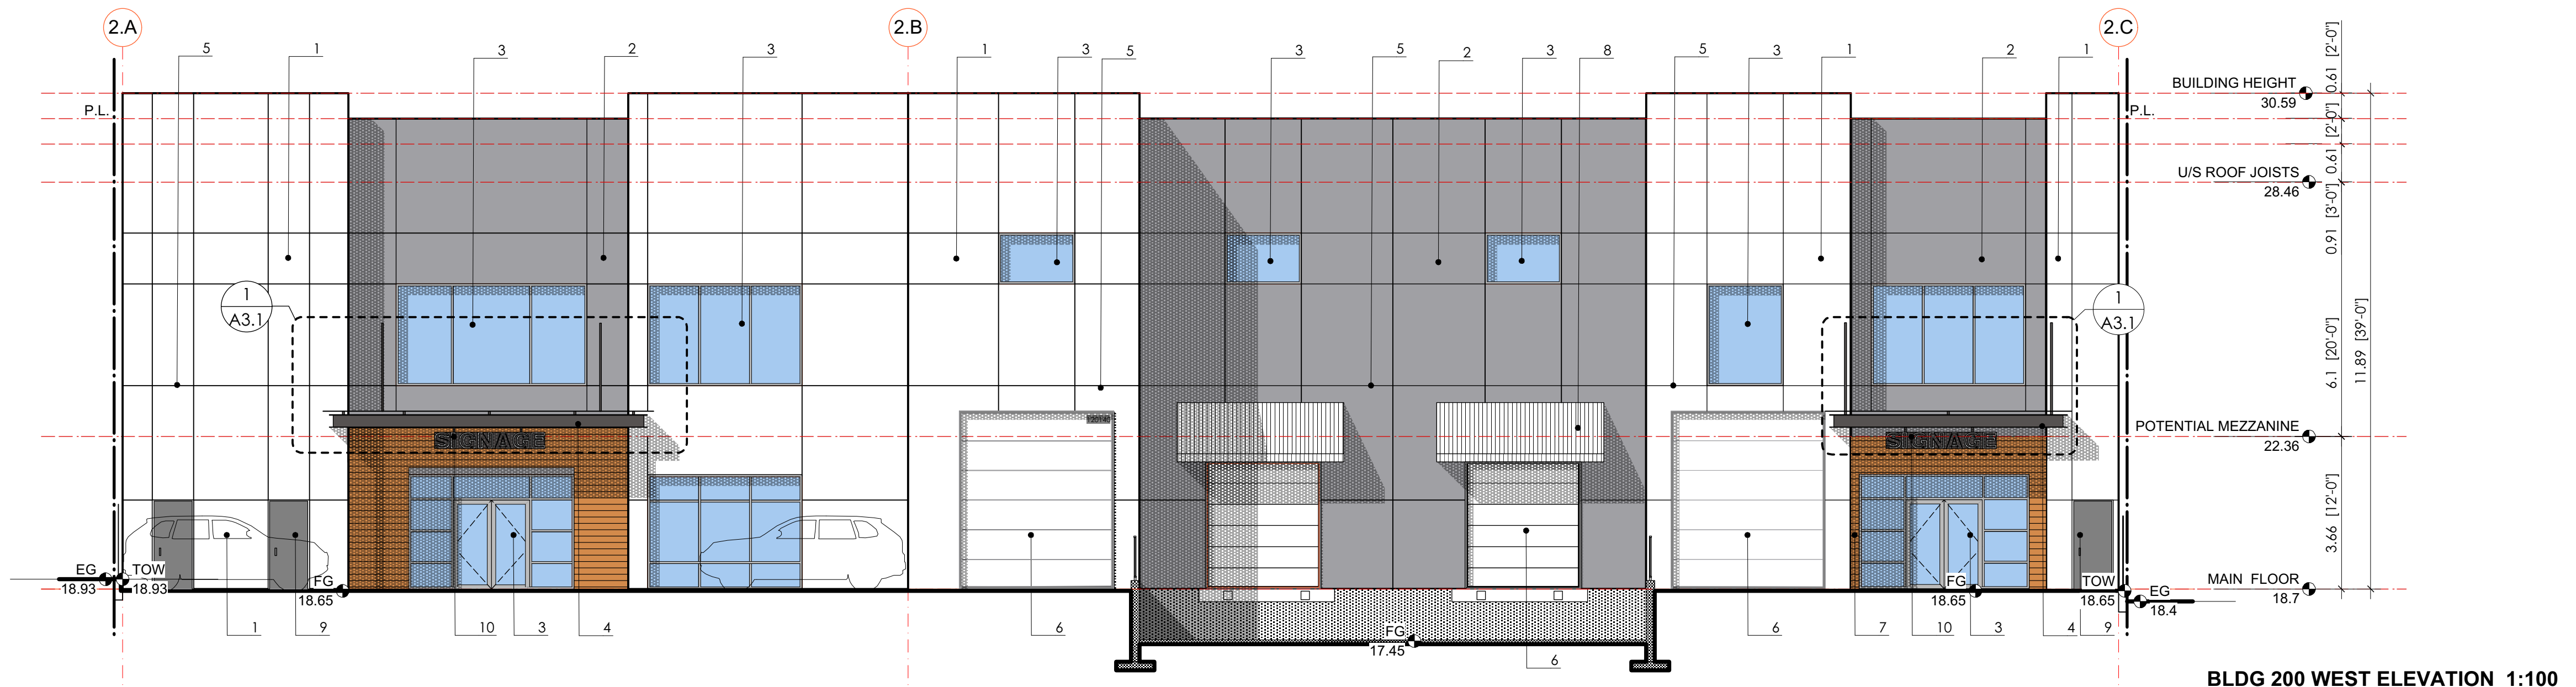 2.A
2.B
2.C
5
1
3
2
3
1
3
5
3
5
2
3
8
5
3
1
2
1
0.61 [2'-0"]
BUILDING HEIGHT
30.59
P.L.
P.L.
0.61 [2'-0"]
U/S ROOF JOISTS
28.46
0.91 [3'-0"]
1
A3.1
1
A3.1
6.1 [20'-0"]
11.89 [39'-0"]
SIGNAGE
SIGNAGE
POTENTIAL MEZZANINE
22.36
3.66 [12'-0"]
EG
18.93
TOW
18.93
FG
18.65
FG
18.65
TOW
18.65
EG
18.4
MAIN FLOOR
18.7
FG
17.45
1
9
10
3
4
6
6
6
7
10
3
4
9
BLDG 200 WEST ELEVATION 1:100